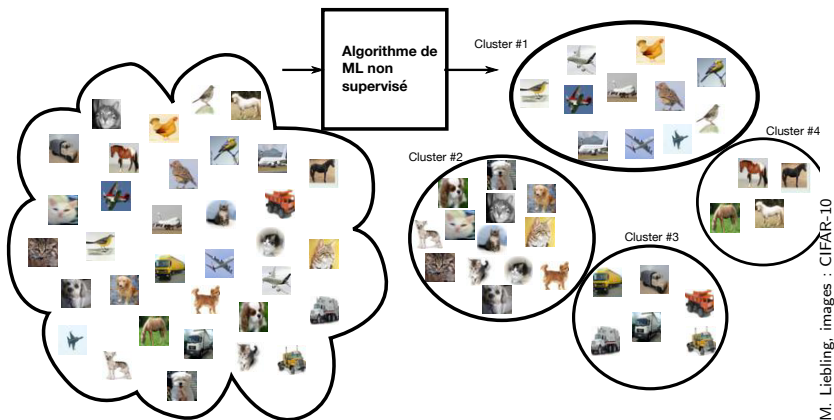 Algorithme de
ML non
supervisé
Cluster #1
Cluster #4
Cluster #2
Cluster #3
M. Liebling, images : CIFAR-10